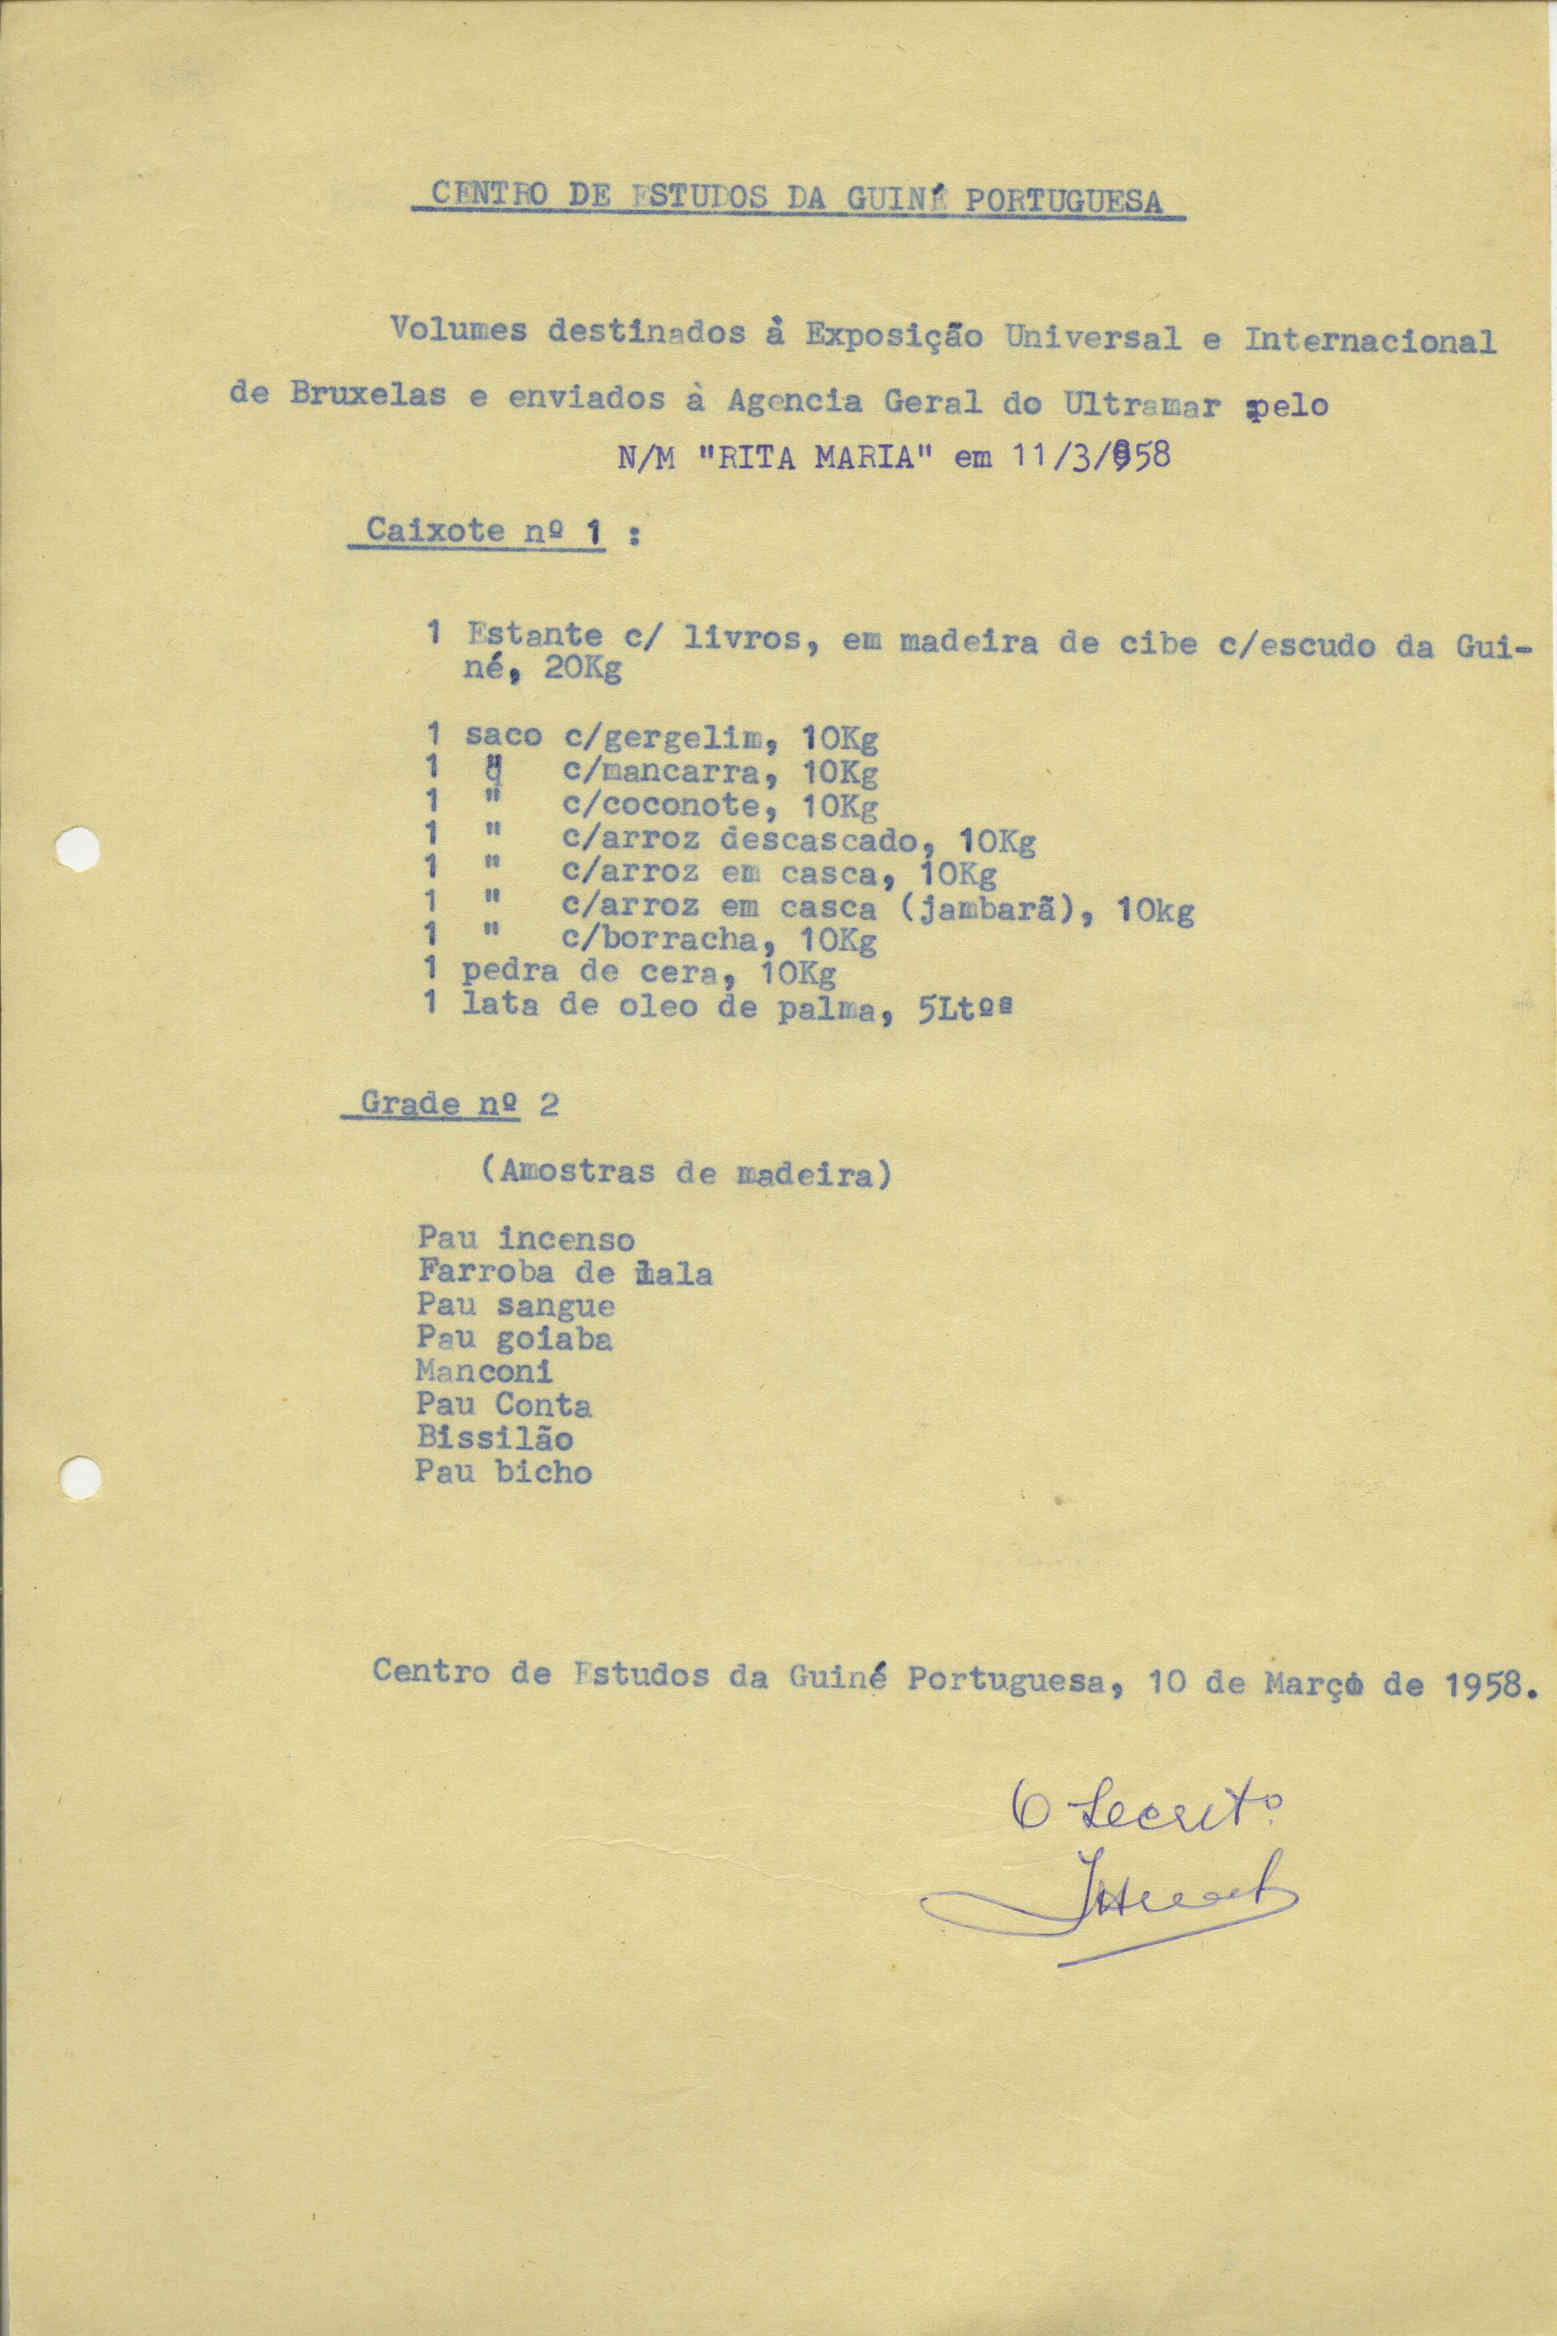 CENTRO DE ESTUDOS DA GUINÉ PORTUGUESA
Volumes destinados à Exposição Universal e Internacional
de Bruxelas e enviados à Agencia Geral do Ultramar pelo
N/M "RITA MARIA" em 11/3/958
Caixote nº 1 :
1 Estante c/ livros, em madeira de cibe c/escudo da Gui-
né, 20Kg
1 saco c/gergelim, 10Kg
1 " c/mancarra, 10Kg
1 " c/coconote, 10Kg
1 " c/arroz descascado, 10Kg
1 " c/arroz em casca, 10Kg
1 " c/arroz em casca (jambarã), 10kg
1 " c/borracha, 10Kg
1 pedra de cera, 10Kg
1 lata de oleo de palma, 5Ltºs
Grade nº 2
(Amostras de madeira)
Pau incenso
Farroba de lala
Pau sangue
Pau goiaba
Manconi
Pau Conta
Bissilão
Pau bicho
Centro de Estudos da Guiné Portuguesa, 10 de Março de 1958.
O Secretº